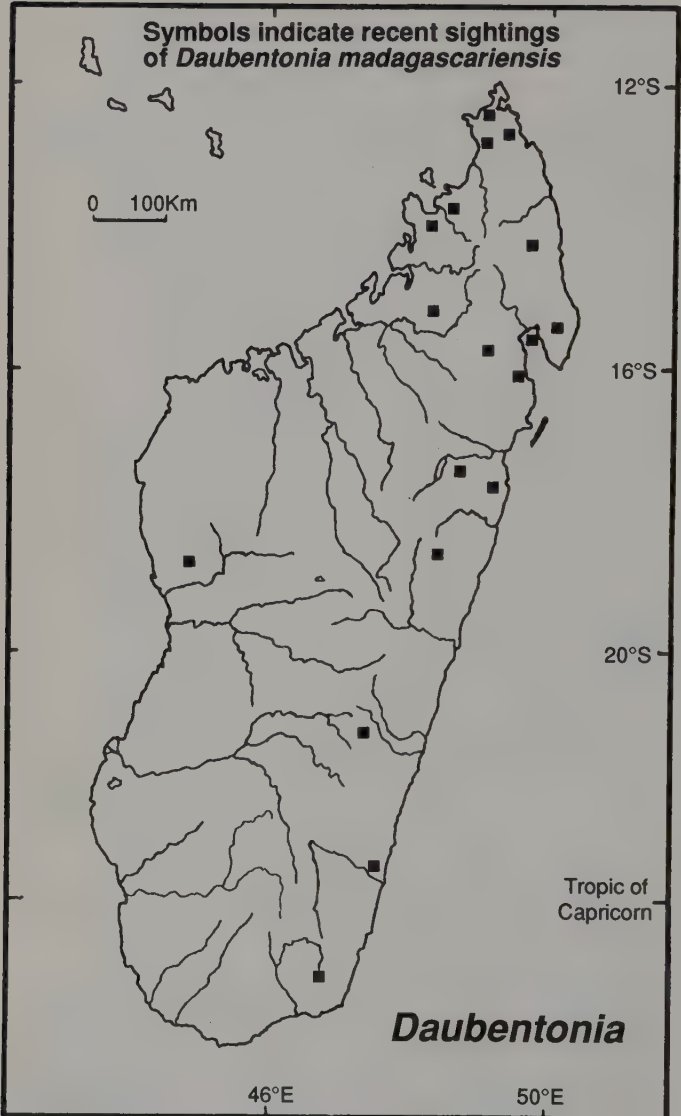 Symbols indicate recent sightings
of Daubentonia madagascariensis
12°S
0 100Km
16°S
20°S
Tropic of
Capricorn
Daubentonia
46°E 50°E